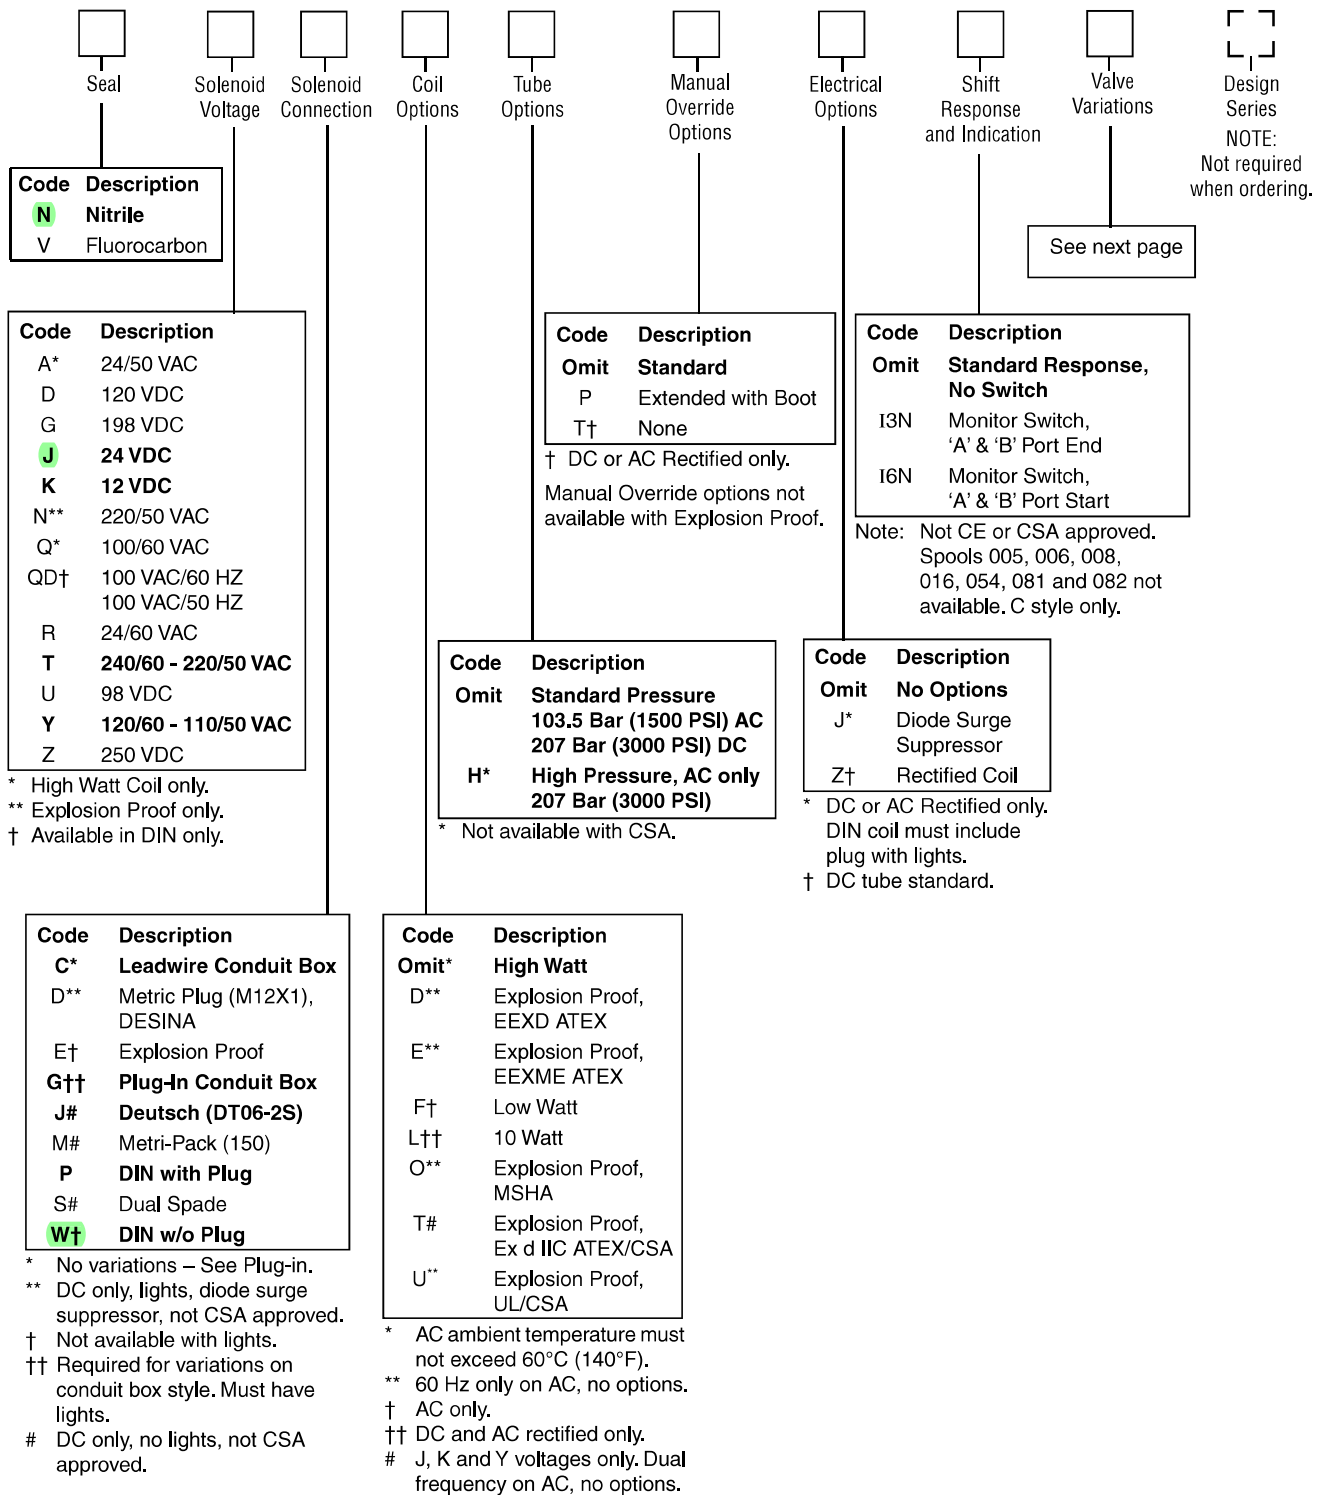 Seal
Solenoid Voltage
Solenoid Connection
Coil Options
Tube Options
Manual Override Options
Electrical Options
Shift Response and Indication
Valve Variations
Design Series
NOTE:
Not required
when ordering.
Code Description
N Nitrile
V Fluorocarbon
See next page
Code Description
A* 24/50 VAC
D 120 VDC
G 198 VDC
J 24 VDC
K 12 VDC
N** 220/50 VAC
Q* 100/60 VAC
QD† 100 VAC/60 HZ
100 VAC/50 HZ
R 24/60 VAC
T 240/60 - 220/50 VAC
U 98 VDC
Y 120/60 - 110/50 VAC
Z 250 VDC
* High Watt Coil only.
** Explosion Proof only.
† Available in DIN only.
Code Description
Omit Standard
P Extended with Boot
T† None
† DC or AC Rectified only.
Manual Override options not
available with Explosion Proof.
Code Description
Omit Standard Response,
No Switch
I3N Monitor Switch,
‘A’ & ‘B’ Port End
I6N Monitor Switch,
‘A’ & ‘B’ Port Start
Note: Not CE or CSA approved.
Spools 005, 006, 008,
016, 054, 081 and 082 not
available. C style only.
Code Description
Omit Standard Pressure
103.5 Bar (1500 PSI) AC
207 Bar (3000 PSI) DC
H* High Pressure, AC only
207 Bar (3000 PSI)
* Not available with CSA.
Code Description
Omit No Options
J* Diode Surge
Suppressor
Z† Rectified Coil
* DC or AC Rectified only.
DIN coil must include
plug with lights.
† DC tube standard.
Code Description
C* Leadwire Conduit Box
D** Metric Plug (M12X1),
DESINA
E† Explosion Proof
G†† Plug-In Conduit Box
J# Deutsch (DT06-2S)
M# Metri-Pack (150)
P DIN with Plug
S# Dual Spade
W† DIN w/o Plug
* No variations – See Plug-in.
** DC only, lights, diode surge
suppressor, not CSA approved.
† Not available with lights.
†† Required for variations on
conduit box style. Must have
lights.
# DC only, no lights, not CSA
approved.
Code Description
Omit* High Watt
D** Explosion Proof,
EEXD ATEX
E** Explosion Proof,
EEXME ATEX
F† Low Watt
L†† 10 Watt
O** Explosion Proof,
MSHA
T# Explosion Proof,
Ex d IIC ATEX/CSA
U** Explosion Proof,
UL/CSA
* AC ambient temperature must
not exceed 60°C (140°F).
** 60 Hz only on AC, no options.
† AC only.
†† DC and AC rectified only.
# J, K and Y voltages only. Dual
frequency on AC, no options.